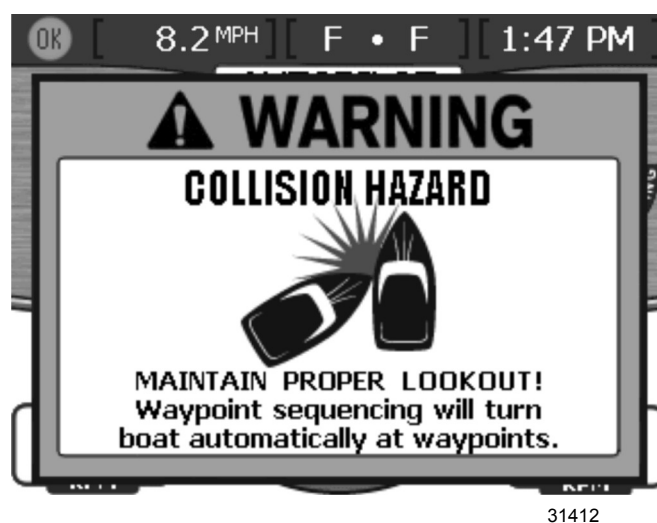 OK [ 8.2 MPH ][ F • F ][ 1:47 PM ]
WARNING
COLLISION HAZARD
MAINTAIN PROPER LOOKOUT!
Waypoint sequencing will turn
boat automatically at waypoints.
31412